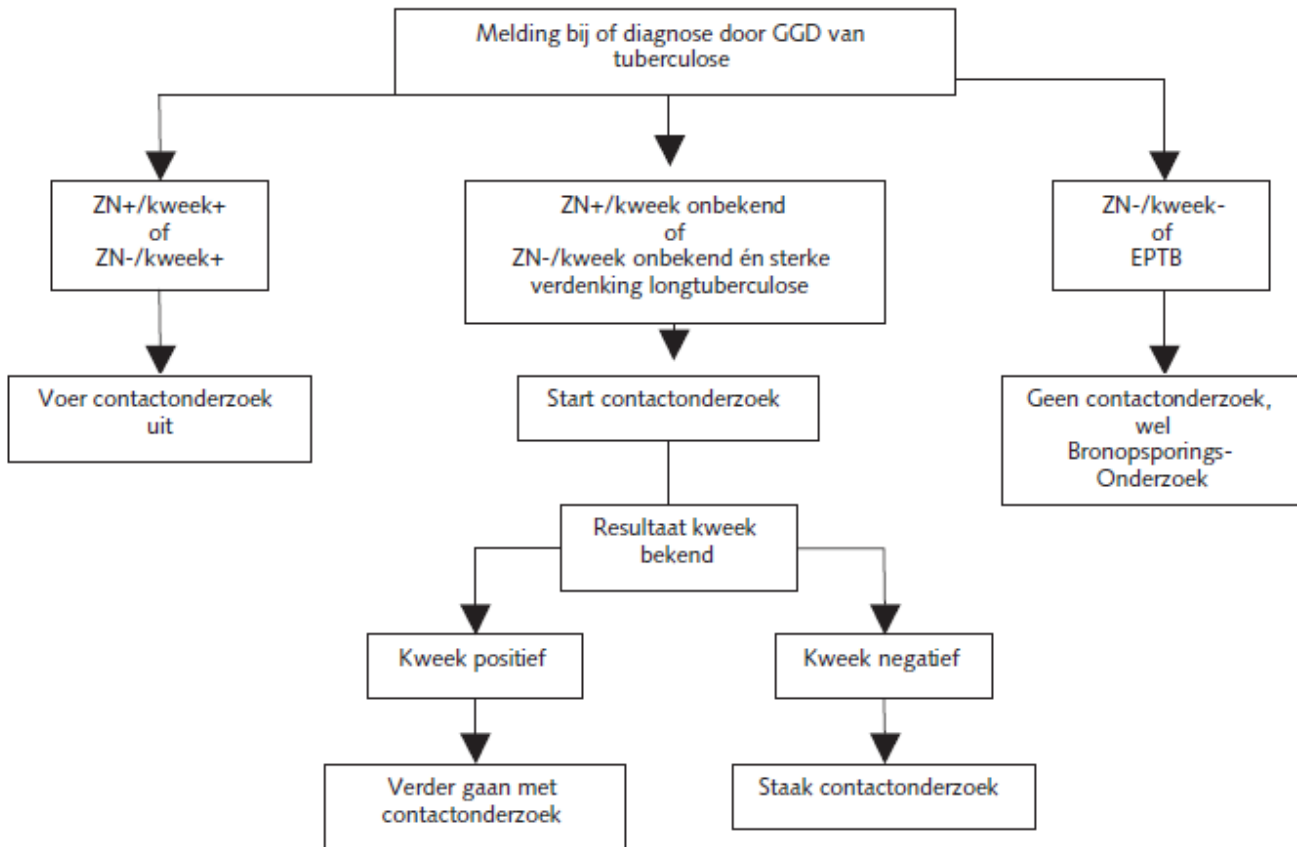 Melding bij of diagnose door GGD van
tuberculose
ZN+/kweek+
of
ZN-/kweek+
ZN+/kweek onbekend
of
ZN-/kweek onbekend én sterke
verdenking longtuberculose
ZN-/kweek-
of
EPTB
Voer contactonderzoek
uit
Start contactonderzoek
Geen contactonderzoek,
wel
Bronopsporings-
Onderzoek
Resultaat kweek
bekend
Kweek positief
Kweek negatief
Verder gaan met
contactonderzoek
Staak contactonderzoek